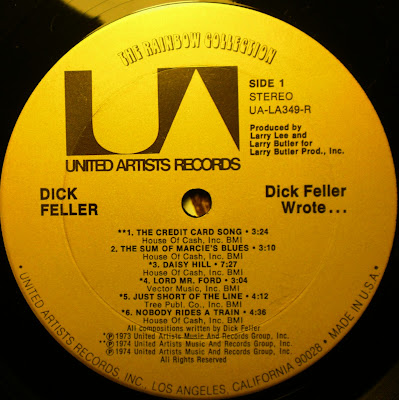 THE RAINBOW COLLECTION
UA
UNITED ARTISTS RECORDS
SIDE 1
STEREO
UA-LA349-R
Produced by
Larry Lee and
Larry Butler for
Larry Butler Prod., Inc.
DICK
FELLER
Dick Feller
Wrote...
**1. THE CREDIT CARD SONG • 3:24
House Of Cash, Inc. BMI
2. THE SUM OF MARCIE'S BLUES • 3:10
House Of Cash, Inc. BMI
*3. DAISY HILL • 7:27
House Of Cash, Inc. BMI
*4. LORD MR. FORD • 3:04
Vector Music, Inc. BMI
*5. JUST SHORT OF THE LINE • 4:12
Tree Publ. Co., Inc. BMI
*6. NOBODY RIDES A TRAIN • 4:36
House Of Cash, Inc. BMI
All compositions written by Dick Feller
*Ⓟ 1973 United Artists Music And Records Group, Inc.
**Ⓟ 1974 United Artists Music And Records Group, Inc.
Ⓟ 1974 United Artists Music And Records Group, Inc.
All Rights Reserved
• UNITED ARTISTS RECORDS, INC. LOS ANGELES, CALIFORNIA 90028 • MADE IN U.S.A. •